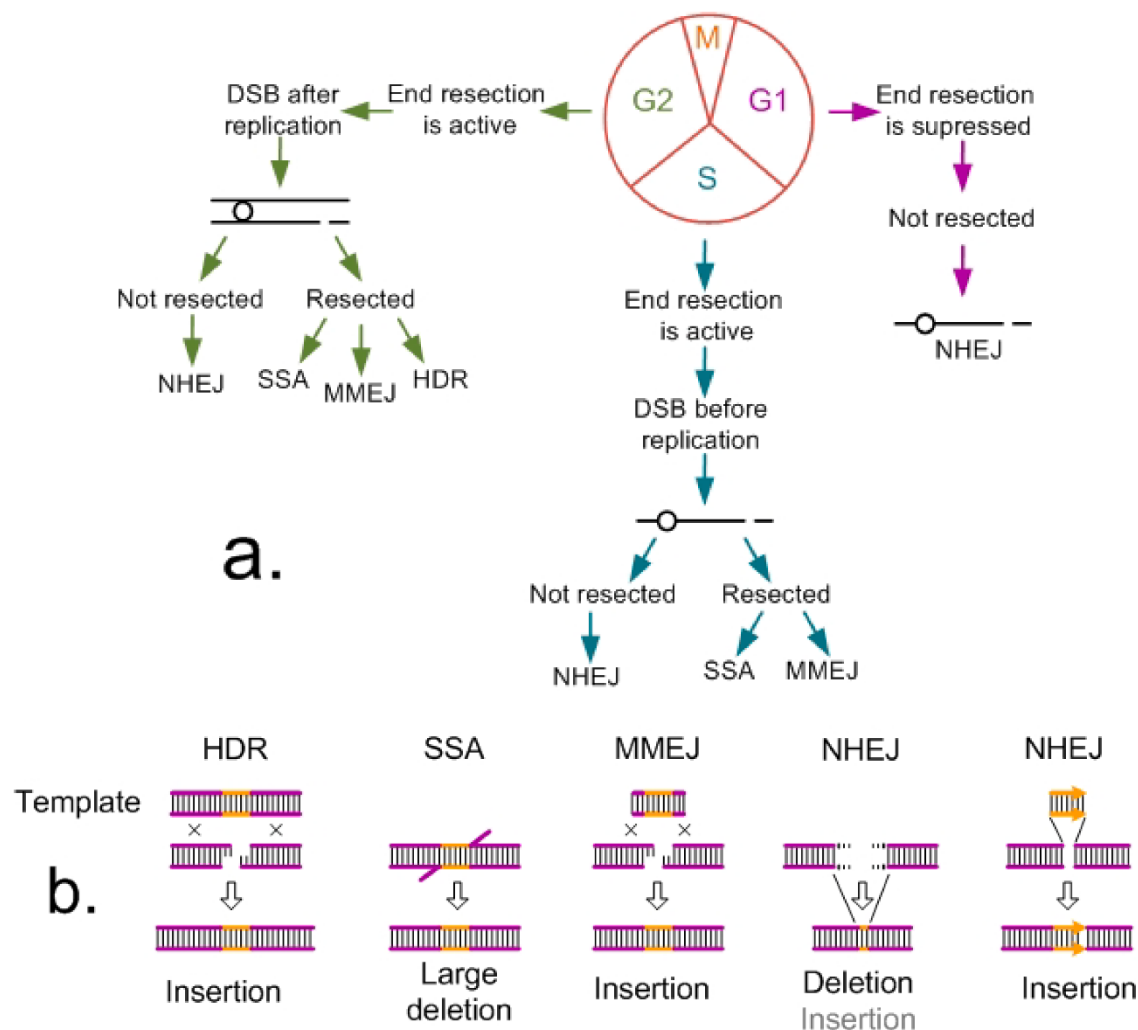 M
G2
G1
S
DSB after
replication
End resection
is active
End resection
is supressed
Not resected
NHEJ
Not resected
Resected
NHEJ
SSA
MMEJ
HDR
End resection
is active
DSB before
replication
Not resected
Resected
NHEJ
SSA
MMEJ
a.
HDR
SSA
MMEJ
NHEJ
NHEJ
Template
b.
Insertion
Large
deletion
Insertion
Deletion
Insertion
Insertion